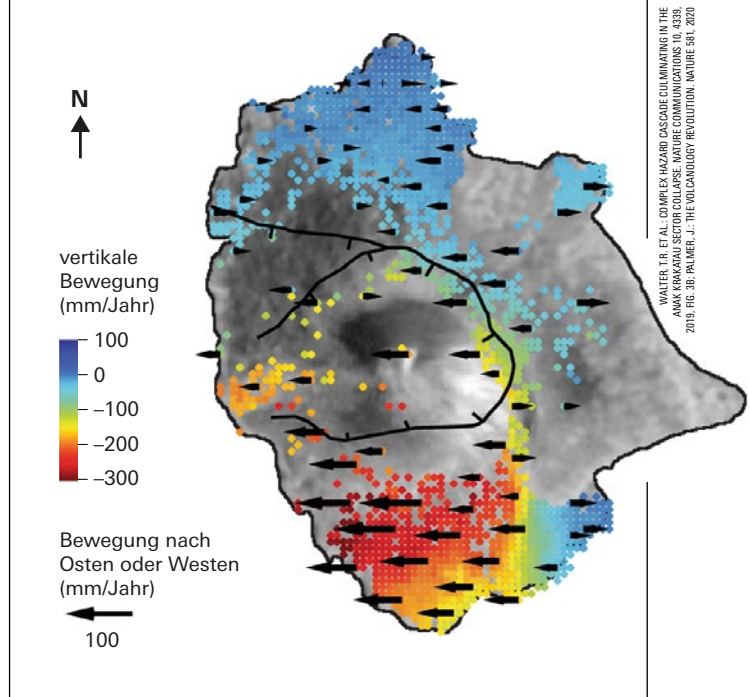 N
vertikale
Bewegung
(mm/Jahr)
100
0
–100
–200
–300
Bewegung nach
Osten oder Westen
(mm/Jahr)
100
WALTER, T.R. ET AL.: COMPLEX HAZARD CASCADE CULMINATING IN THE
ANAK KRAKATAU SECTOR COLLAPSE. NATURE COMMUNICATIONS 10, 4339,
2019, FIG. 3B; PALMER, J.: THE VOLCANOLOGY REVOLUTION. NATURE 581, 2020